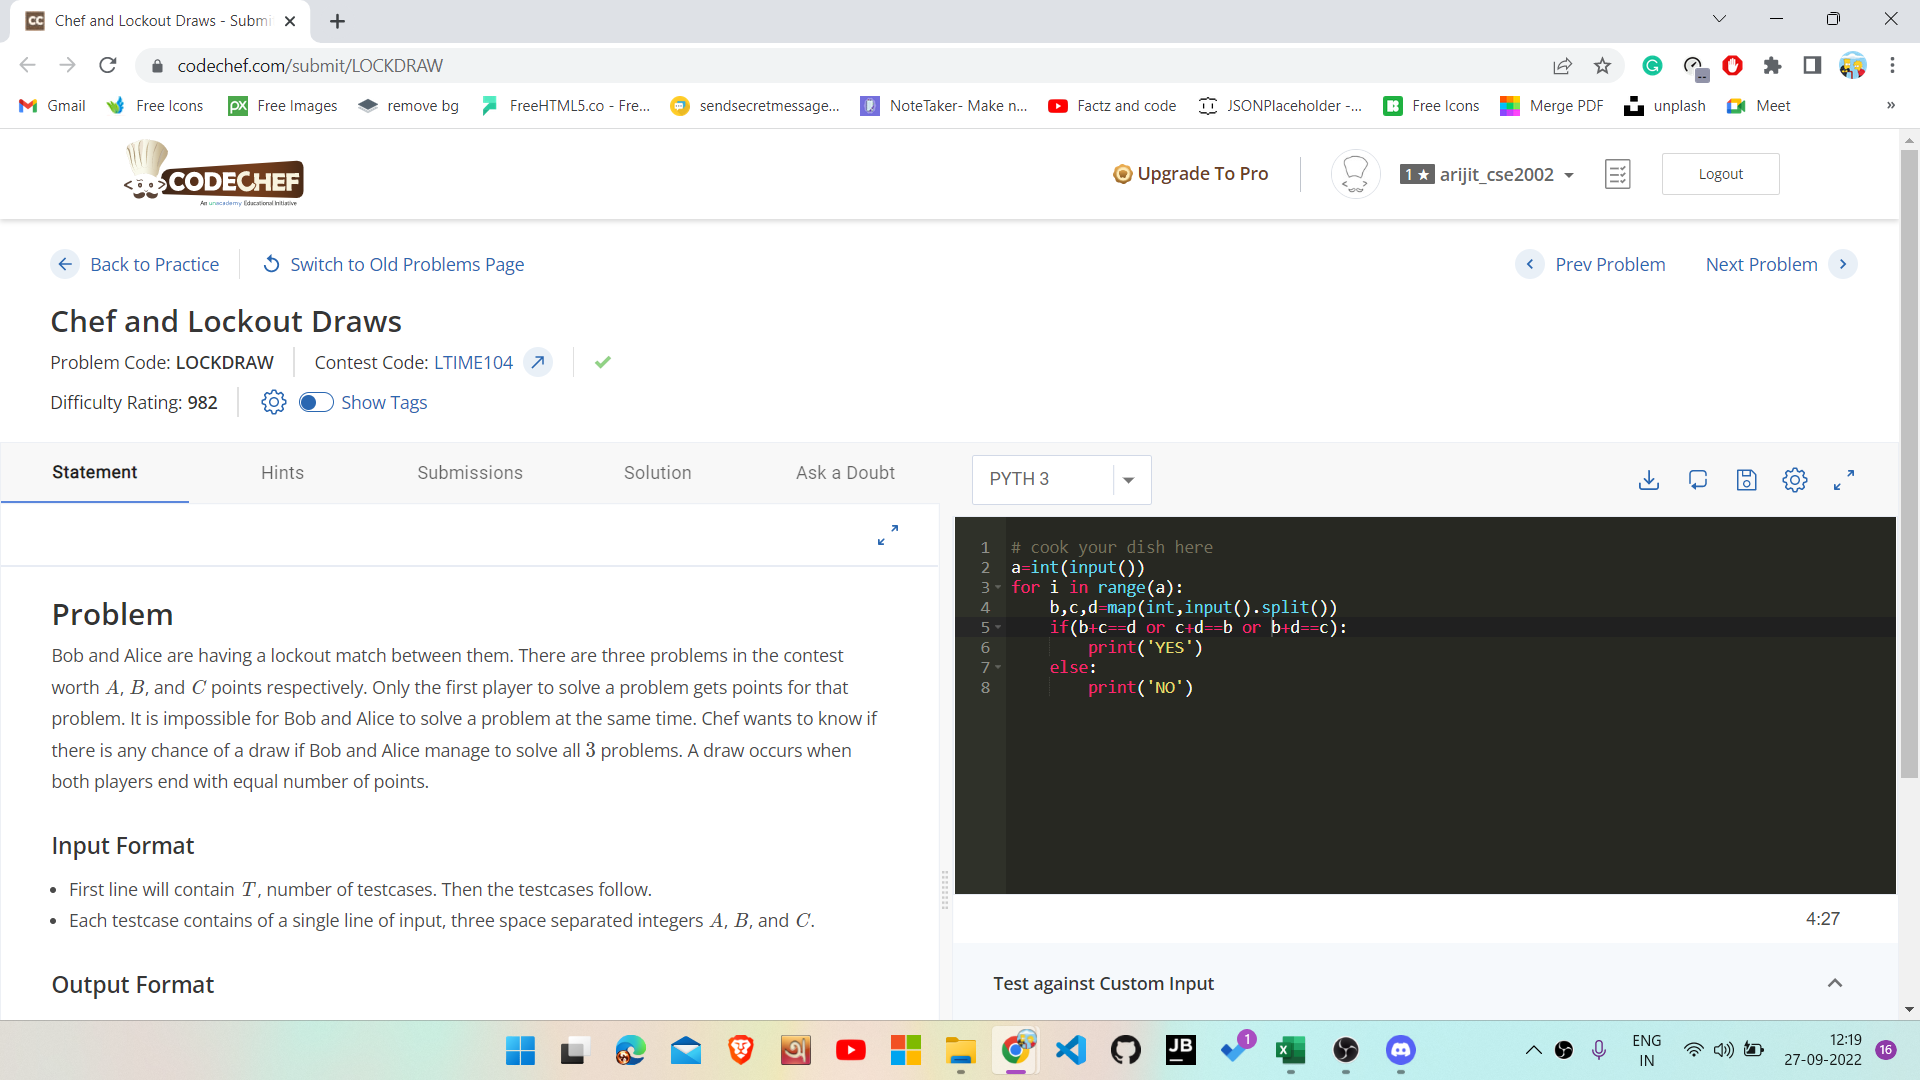 Chef and Lockout Draws - Submi
codechef.com/submit/LOCKDRAW
Gmail
Free Icons
Free Images
remove bg
FreeHTML5.co - Fre...
sendsecretmessage...
NoteTaker- Make n...
Factz and code
JSONPlaceholder -...
Free Icons
Merge PDF
unplash
Meet
»
CODECHEF
An unacademy Educational Initiative
Upgrade To Pro
1★ arijit_cse2002
Logout
Back to Practice
Switch to Old Problems Page
Prev Problem
Next Problem
Chef and Lockout Draws
Problem Code: LOCKDRAW
Contest Code: LTIME104
Difficulty Rating: 982
Show Tags
Statement
Hints
Submissions
Solution
Ask a Doubt
PYTH 3
Problem
Bob and Alice are having a lockout match between them. There are three problems in the contest
worth A, B, and C points respectively. Only the first player to solve a problem gets points for that
problem. It is impossible for Bob and Alice to solve a problem at the same time. Chef wants to know if
there is any chance of a draw if Bob and Alice manage to solve all 3 problems. A draw occurs when
both players end with equal number of points.
Input Format
• First line will contain T, number of testcases. Then the testcases follow.
• Each testcase contains of a single line of input, three space separated integers A, B, and C.
Output Format
1 # cook your dish here
2 a=int(input())
3 for i in range(a):
4     b,c,d=map(int,input().split())
5     if(b+c==d or c+d==b or b+d==c):
6         print('YES')
7     else:
8         print('NO')
4:27
Test against Custom Input
JB
1
ENG
IN
12:19
27-09-2022
16